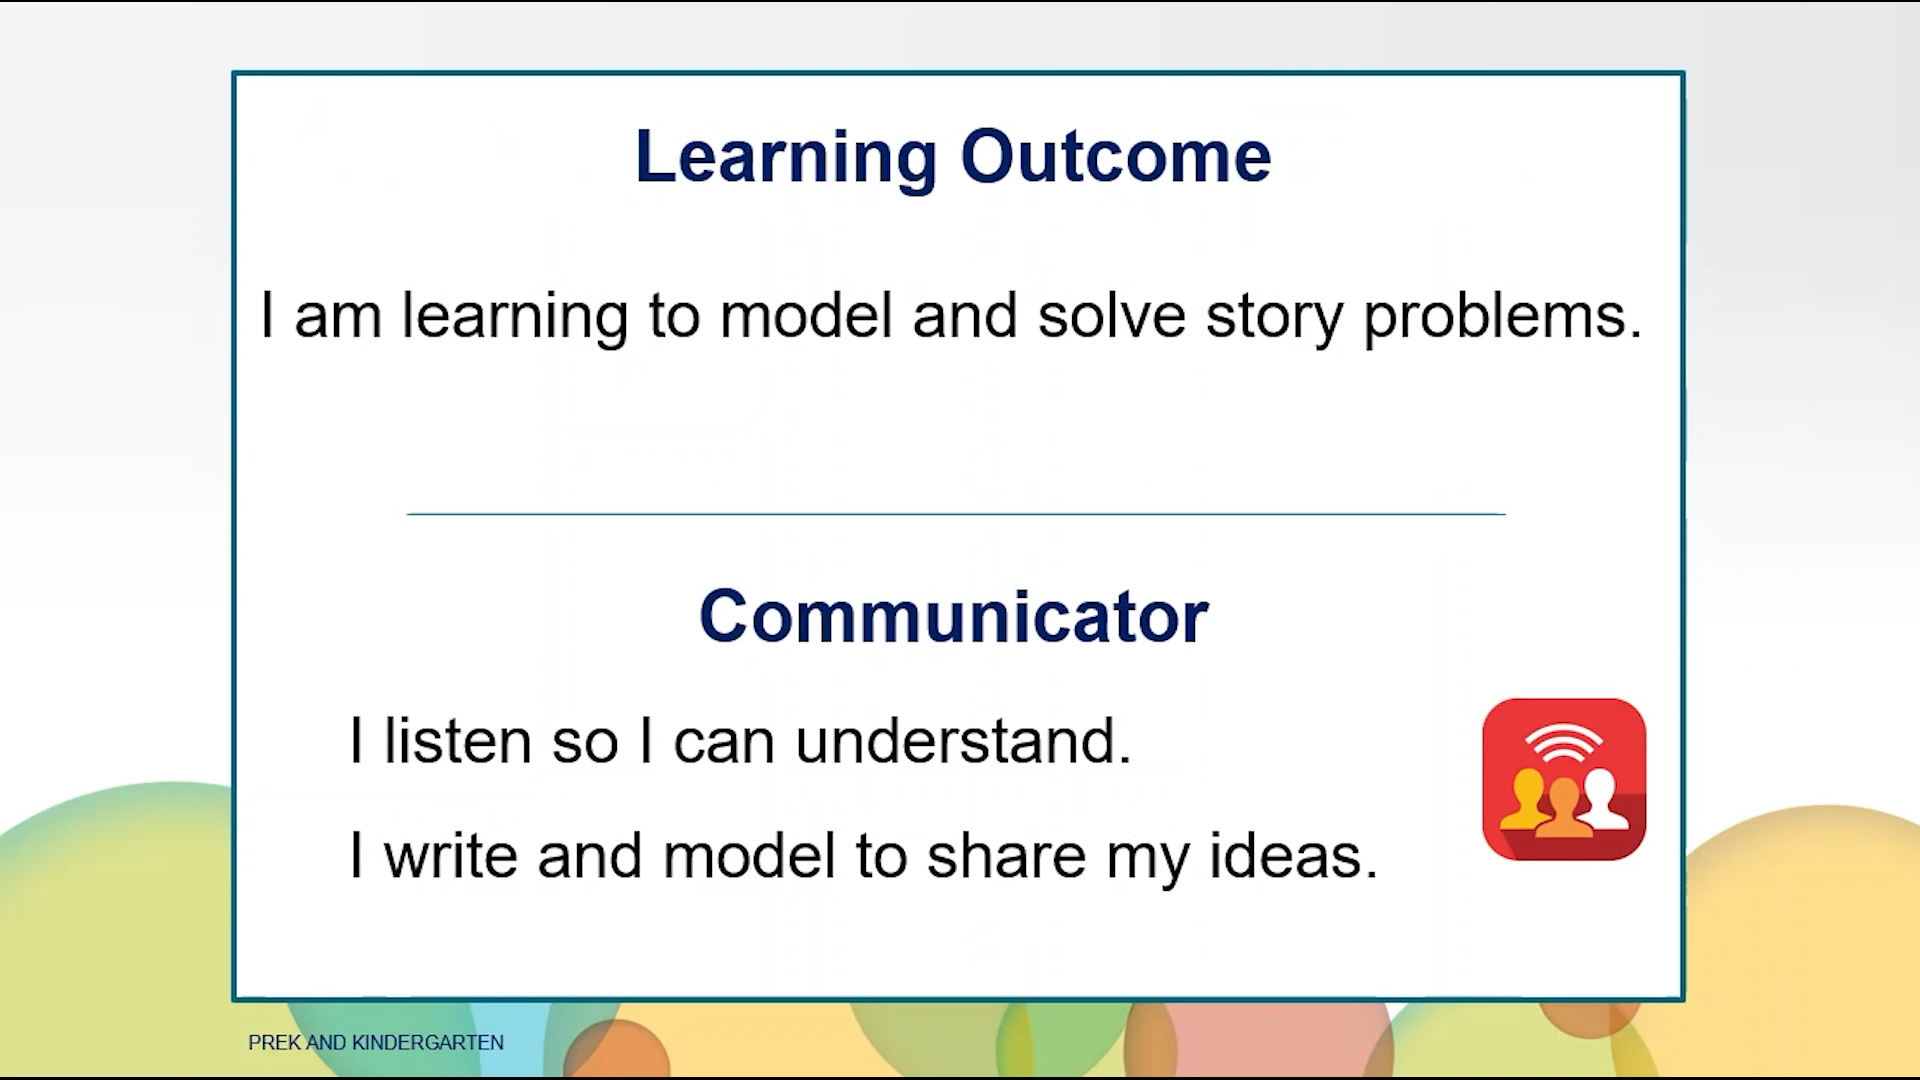 Learning Outcome
I am learning to model and solve story problems.
Communicator
I listen so I can understand.
I write and model to share my ideas.
PREK AND KINDERGARTEN